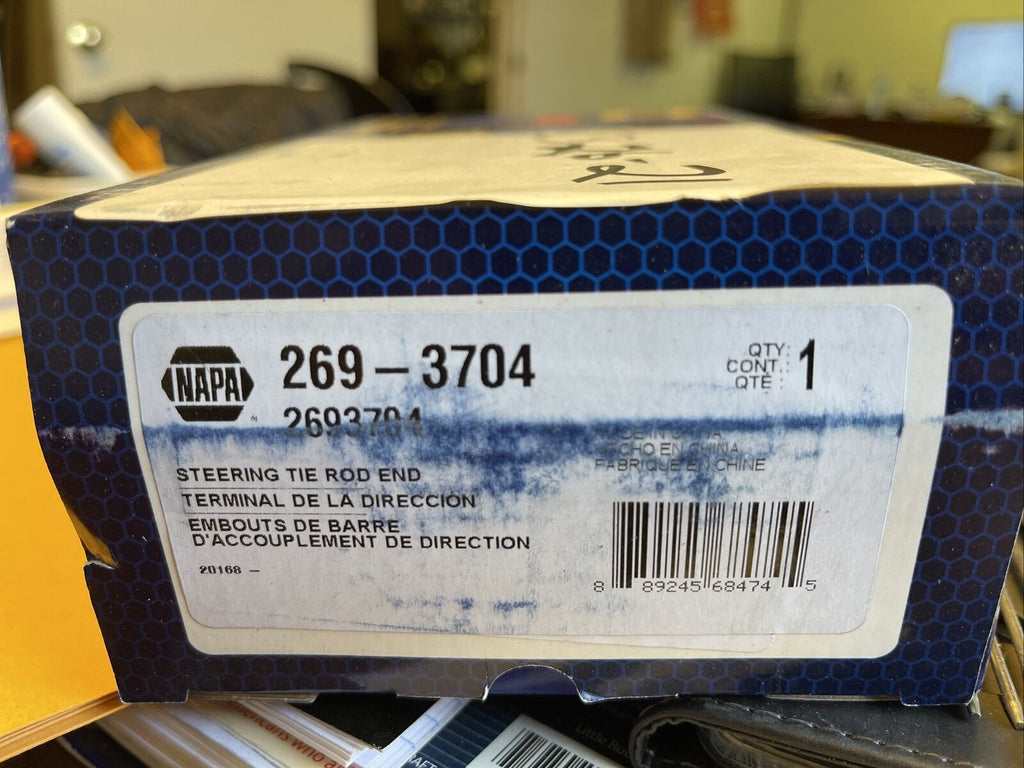 NAPA
269-3704
2693704
QTY:
CONT.:
QTÉ :
1
HECHO EN CHINA
FABRIQUE EN CHINE
STEERING TIE ROD END
TERMINAL DE LA DIRECCIÓN
EMBOUTS DE BARRE
D'ACCOUPLEMENT DE DIRECTION
20168 -
8 89245 68474 5